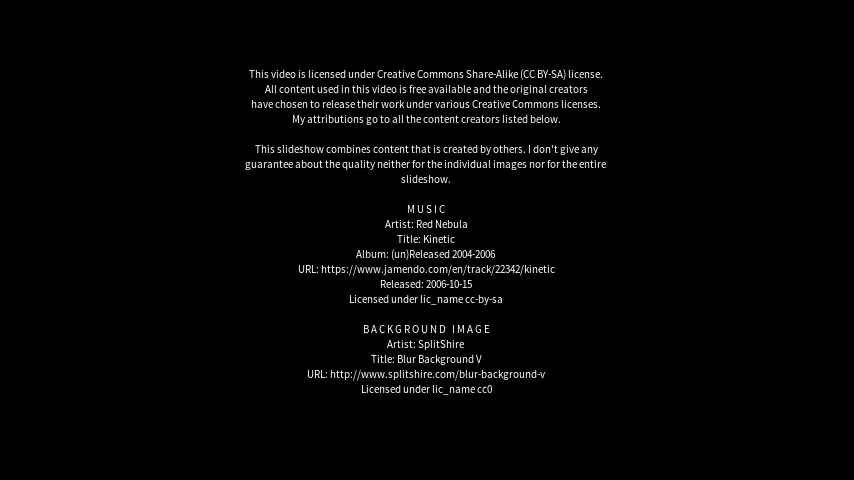 This video is licensed under Creative Commons Share-Alike (CC BY-SA) license.
All content used in this video is free available and the original creators
have chosen to release their work under various Creative Commons licenses.
My attributions go to all the content creators listed below.
This slideshow combines content that is created by others. I don't give any
guarantee about the quality neither for the individual images nor for the entire
slideshow.
MUSIC
Artist: Red Nebula
Title: Kinetic
Album: (un)Released 2004-2006
URL: https://www.jamendo.com/en/track/22342/kinetic
Released: 2006-10-15
Licensed under lic_name cc-by-sa
BACKGROUND IMAGE
Artist: SplitShire
Title: Blur Background V
URL: http://www.splitshire.com/blur-background-v
Licensed under lic_name cc0